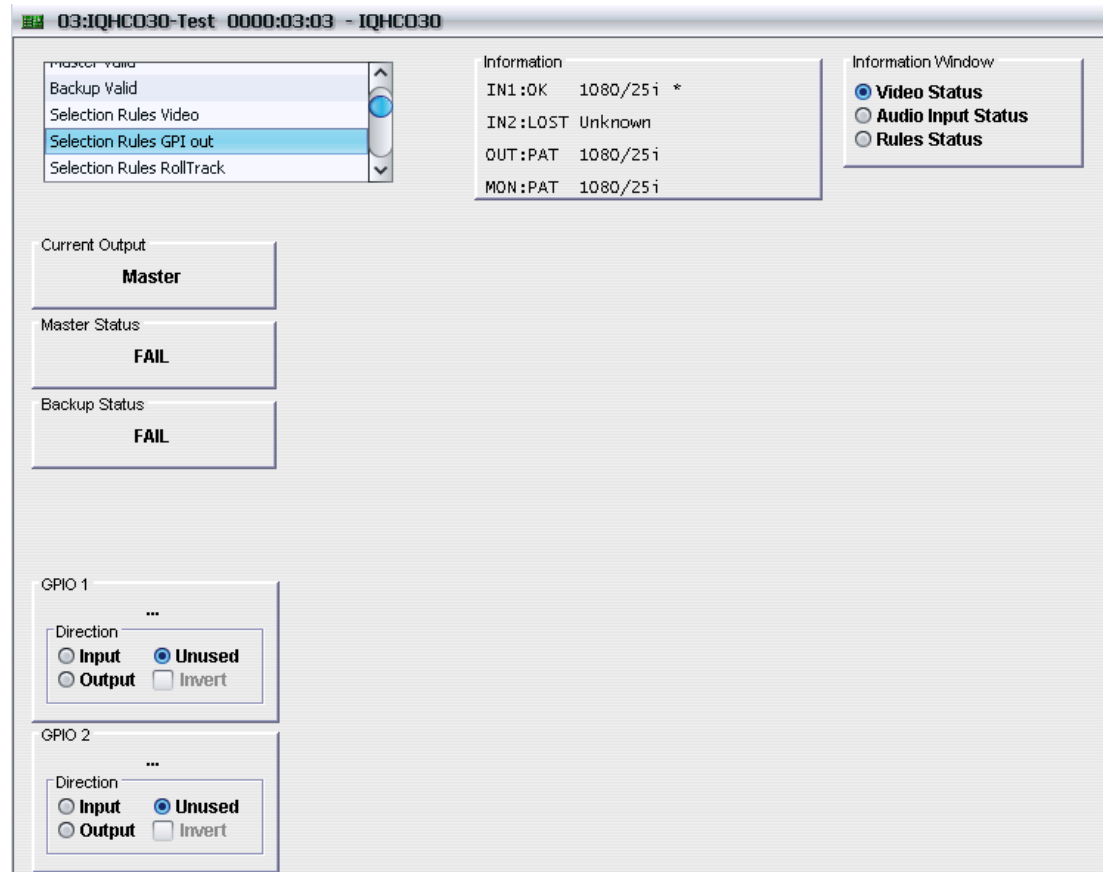 03:IQHCO30-Test 0000:03:03 - IQHCO30
Master Valid
Backup Valid
Selection Rules Video
Selection Rules GPI out
Selection Rules RollTrack
Information
IN1:OK 1080/25i *
IN2:LOST Unknown
OUT:PAT 1080/25i
MON:PAT 1080/25i
Information Window
Video Status
Audio Input Status
Rules Status
Current Output
Master
Master Status
FAIL
Backup Status
FAIL
GPIO 1
...
Direction
Input Unused
Output Invert
GPIO 2
...
Direction
Input Unused
Output Invert